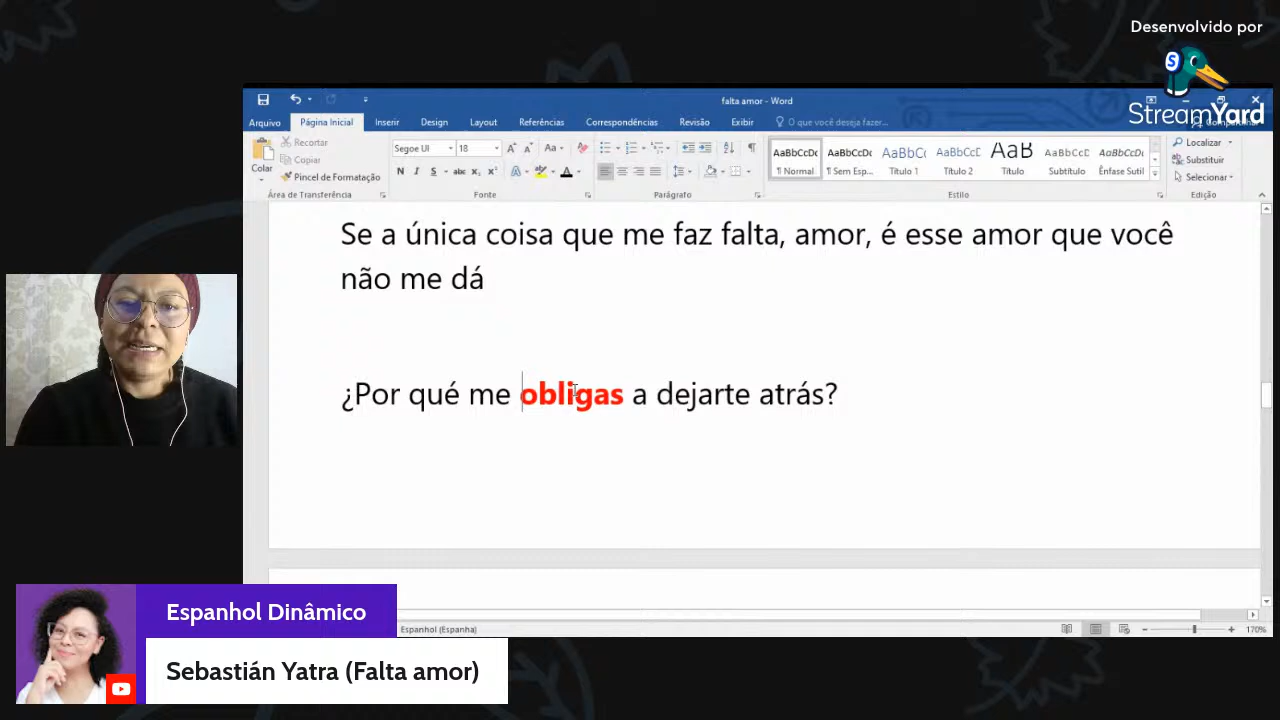 Desenvolvido por
StreamYard
falta amor - Word
Arquivo Página Inicial Inserir Design Layout Referências Correspondências Revisão Exibir O que você deseja fazer...
Colar
Recortar
Copiar
Pincel de Formatação
Área de Transferência
Segoe UI 18
Fonte
Parágrafo
AaBbCcDc AaBbCcDc AaBbCc AaBbCcD AaB AaBbCcD AaBbCcDc
¶ Normal ¶ Sem Esp... Título 1 Título 2 Título Subtítulo Ênfase Sutil
Estilo
Localizar
Substituir
Selecionar
Edição
Se a única coisa que me faz falta, amor, é esse amor que você
não me dá
¿Por qué me obligas a dejarte atrás?
Espanhol (Espanha)
170%
Espanhol Dinâmico
Sebastián Yatra (Falta amor)